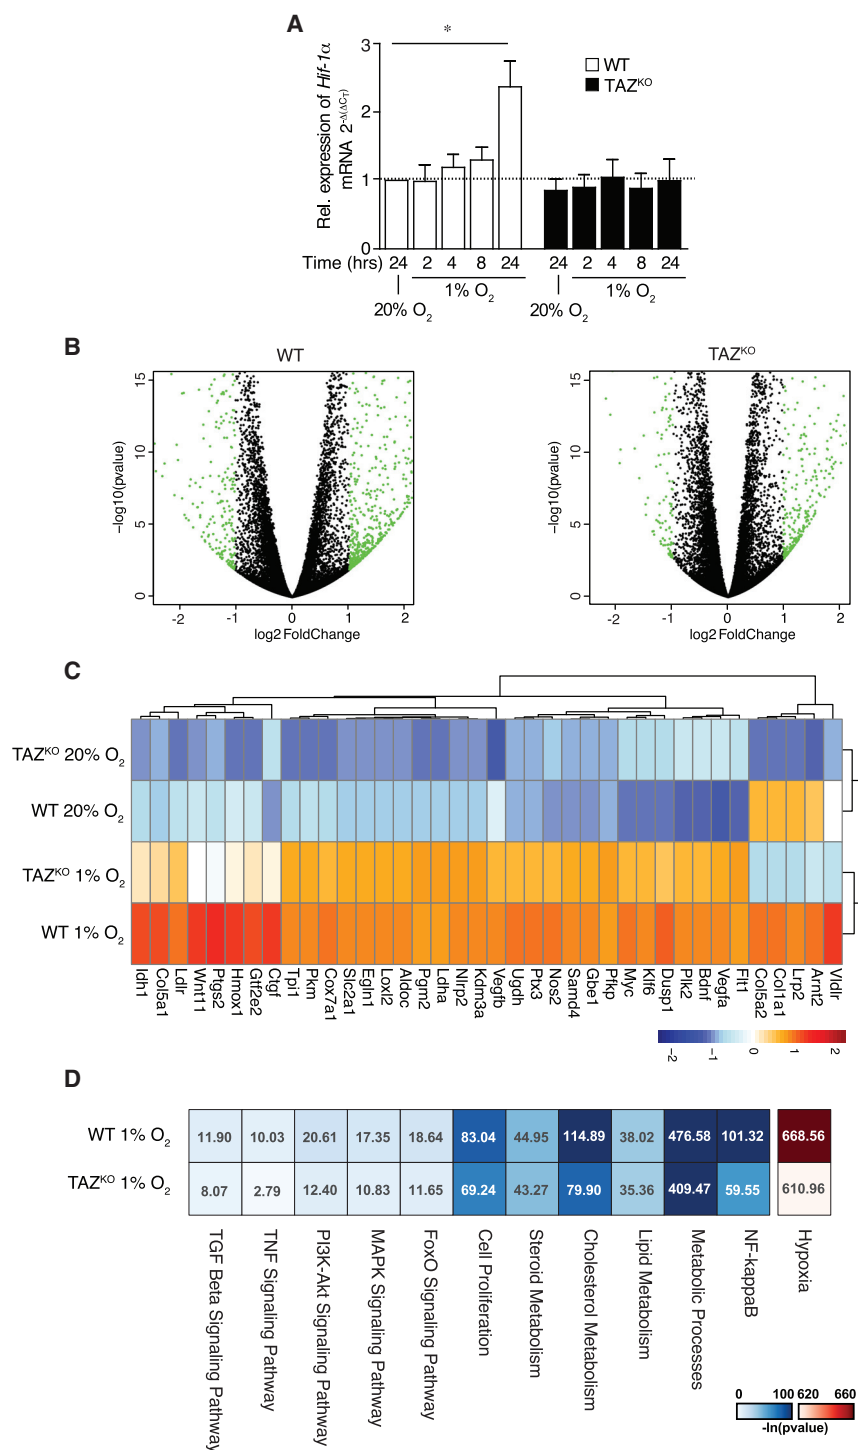 A
*
Rel. expression of Hif-1α
mRNA 2-Δ(ΔCT)
3
2
1
0
WT
TAZKO
Time (hrs) 24 2 4 8 24 24 2 4 8 24
1% O2 1% O2
20% O2 20% O2
B
WT
TAZKO
−log10(pvalue)
15
10
5
0
-2 -1 0 1 2
log2FoldChange
−log10(pvalue)
15
10
5
0
-2 -1 0 1 2
log2FoldChange
C
TAZKO 20% O2
WT 20% O2
TAZKO 1% O2
WT 1% O2
Idh1
Col5a1
Ldlr
Wnt11
Ptgs2
Hmox1
Gtf2e2
Ctgf
Tpi1
Pkm
Cox7a1
Slc2a1
Egln1
Loxl2
Aldoc
Pgm2
Ldha
Nlrp2
Kdm3a
Vegfb
Ugdh
Ptx3
Nos2
Samd4
Gbe1
Pfkp
Myc
Klf6
Dusp1
Plk2
Bdnf
Vegfa
Flt1
Col5a2
Col1a1
Lrp2
Arnt2
Vldlr
-2 -1 0 1 2
D
WT 1% O2 11.90 10.03 20.61 17.35 18.64 83.04 44.95 114.89 38.02 476.58 101.32 668.56
TAZKO 1% O2 8.07 2.79 12.40 10.83 11.65 69.24 43.27 79.90 35.36 409.47 59.55 610.96
TGF Beta Signaling Pathway
TNF Signaling Pathway
PI3K-Akt Signaling Pathway
MAPK Signaling Pathway
FoxO Signaling Pathway
Cell Proliferation
Steroid Metabolism
Cholesterol Metabolism
Lipid Metabolism
Metabolic Processes
NF-kappaB
Hypoxia
0 100 620 660
-ln(pvalue)